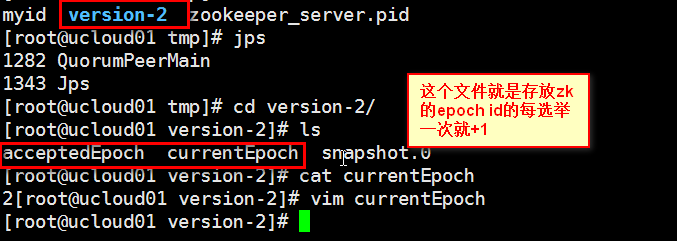 myid version-2 zookeeper_server.pid
[root@ucloud01 tmp]# jps
1282 QuorumPeerMain
1343 Jps
[root@ucloud01 tmp]# cd version-2/
[root@ucloud01 version-2]# ls
acceptedEpoch currentEpoch snapshot.0
[root@ucloud01 version-2]# cat currentEpoch
2[root@ucloud01 version-2]# vim currentEpoch
[root@ucloud01 version-2]#
这个文件就是存放zk
的epoch id的每选举
一次就+1